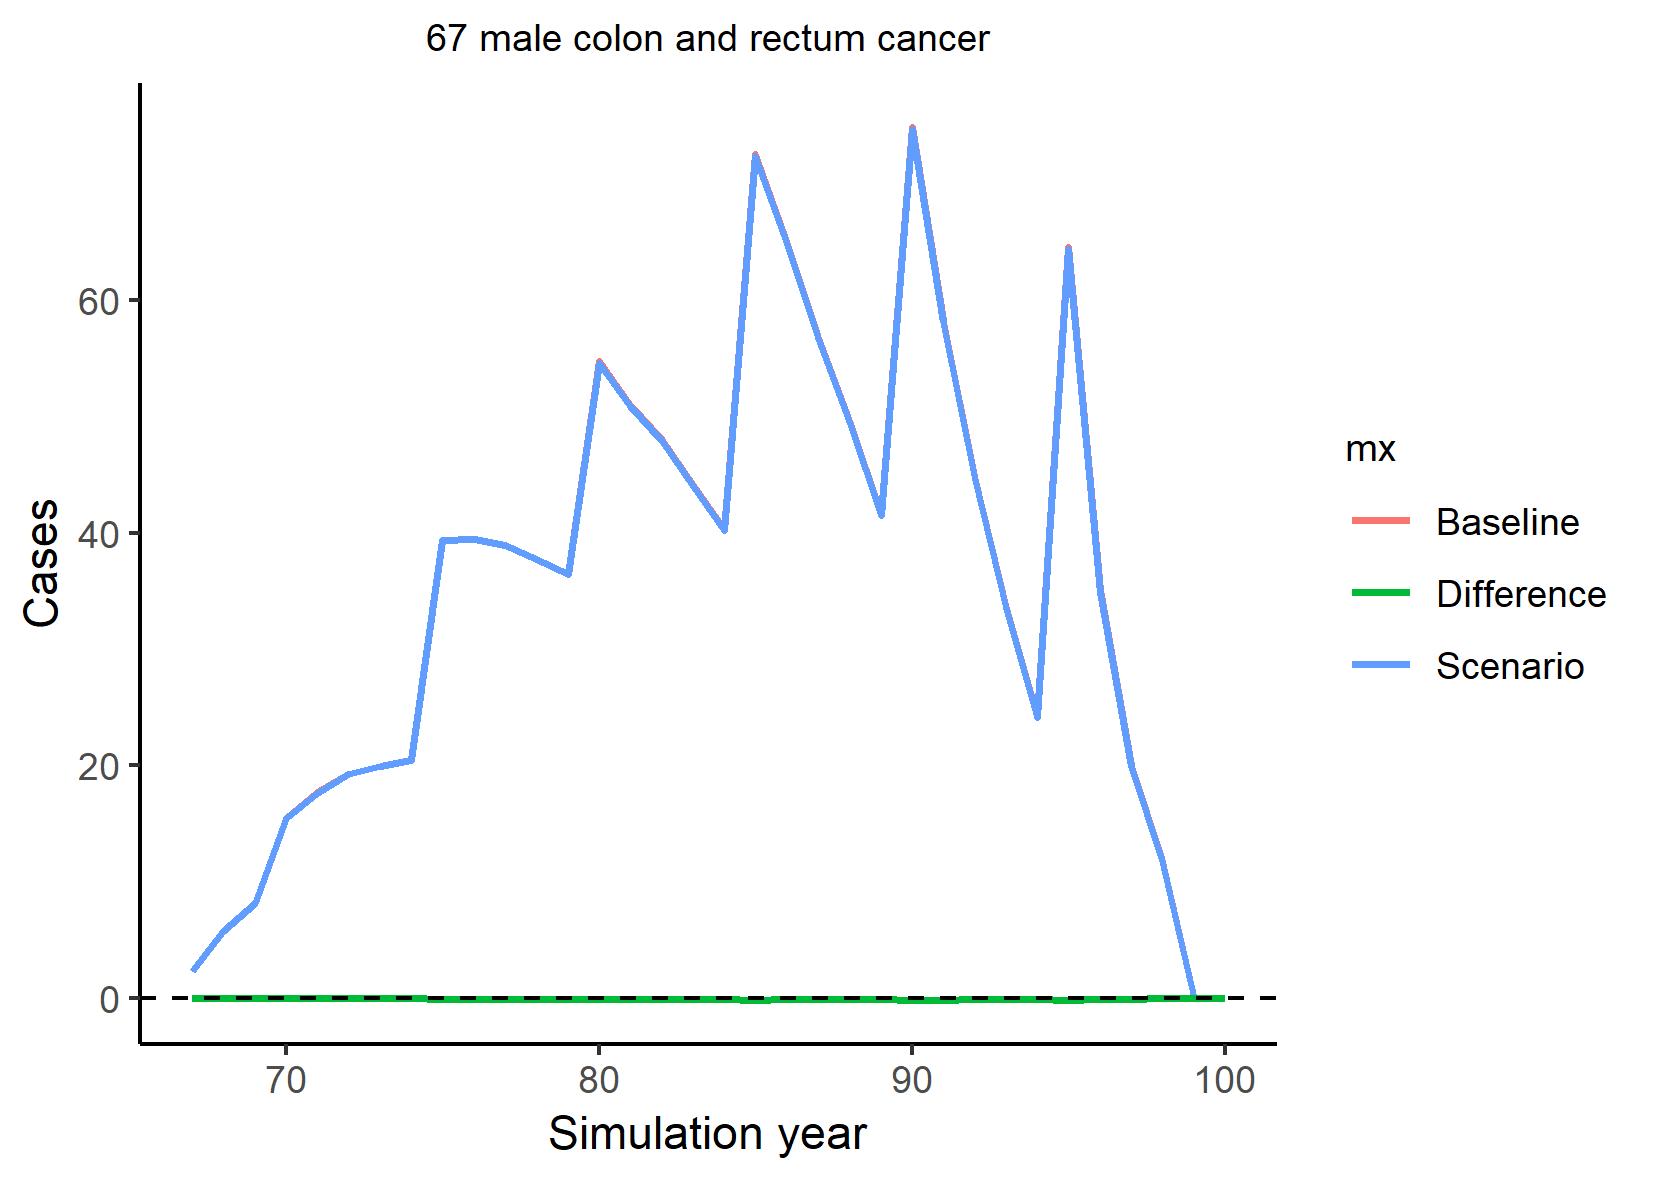 67 male colon and rectum cancer
Cases
60
40
20
0
70 80 90 100
Simulation year
mx
Baseline
Difference
Scenario